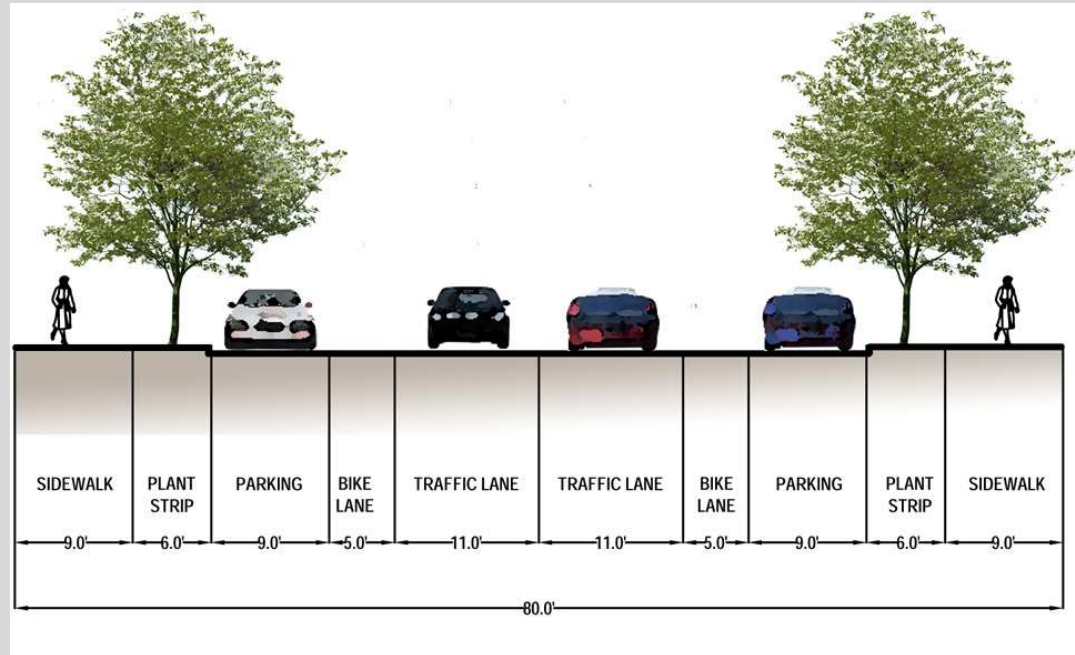 SIDEWALK
PLANT
STRIP
PARKING
BIKE
LANE
TRAFFIC LANE
TRAFFIC LANE
BIKE
LANE
PARKING
PLANT
STRIP
SIDEWALK
9.0' 6.0' 9.0' 5.0' 11.0' 11.0' 5.0' 9.0' 6.0' 9.0'
80.0'